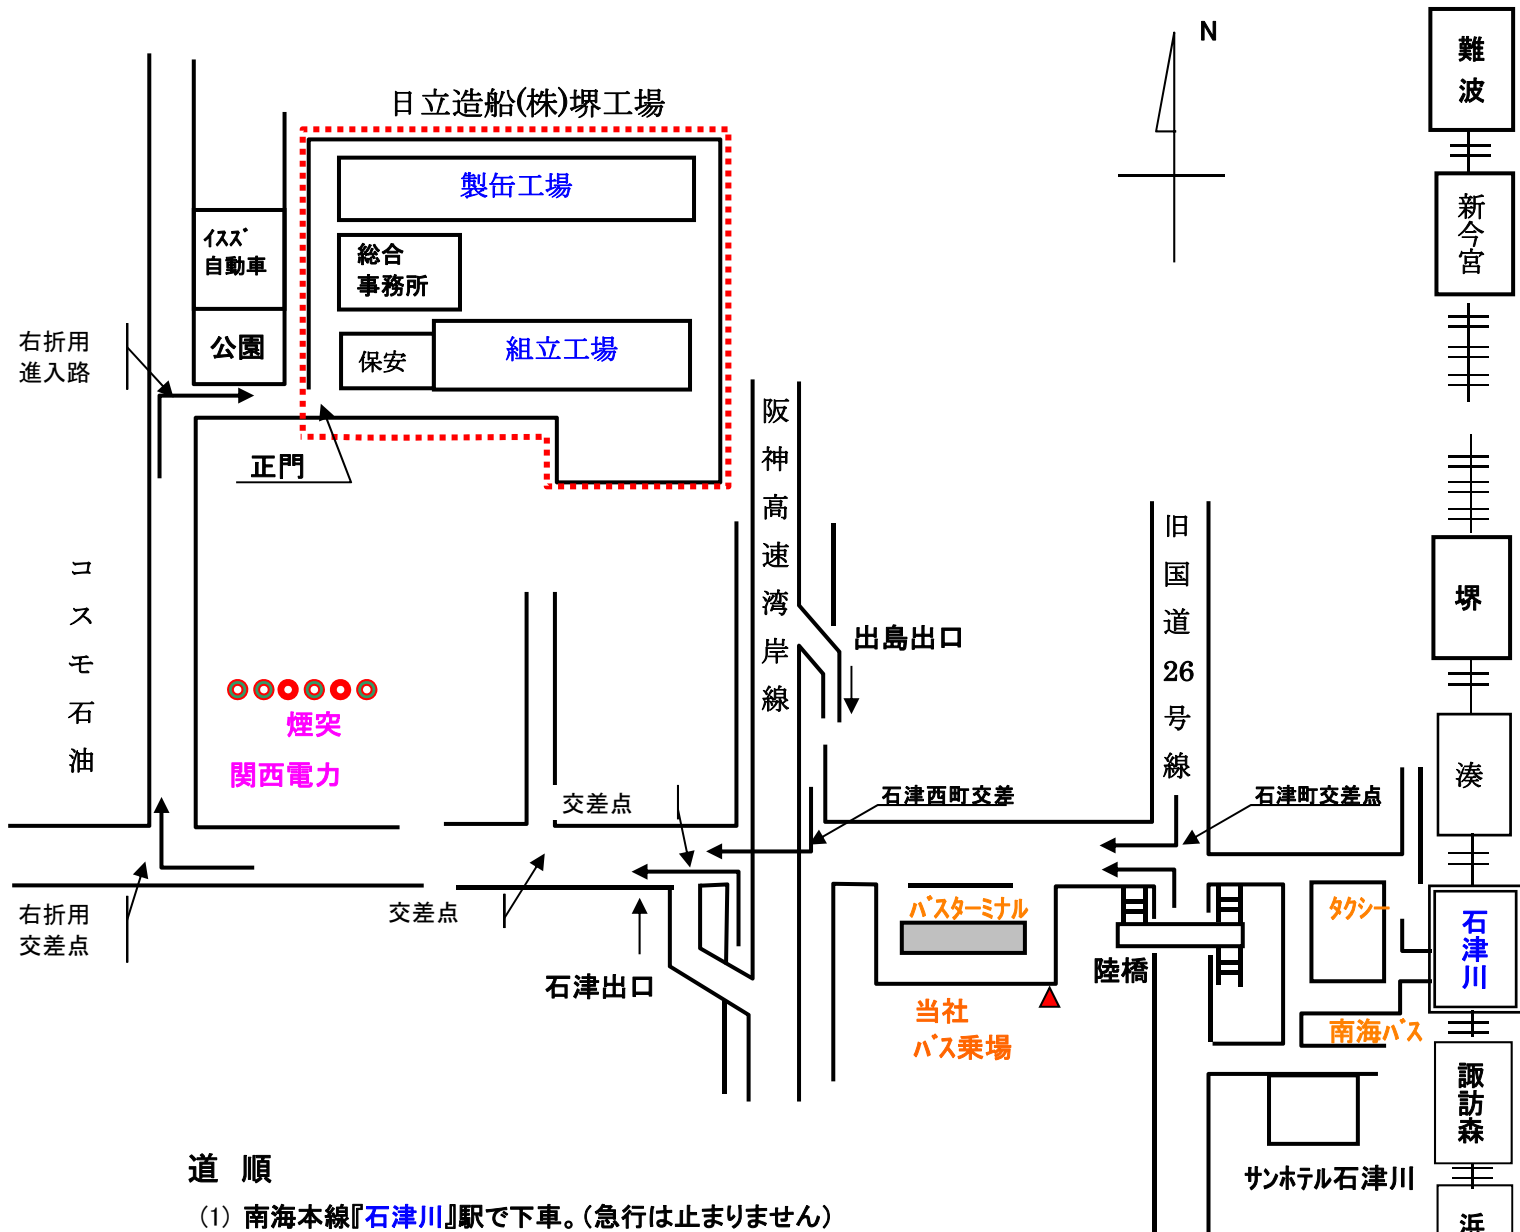 N
難波
新今宮
日立造船(株)堺工場
製缶工場
総合
事務所
保安
組立工場
ｲｽｽﾞ
自動車
公園
右折用
進入路
正門
阪神高速湾岸線
旧国道26号線
堺
コスモ石油
出島出口
煙突
関西電力
湊
交差点
石津西町交差
石津町交差点
右折用
交差点
交差点
石津出口
ﾊﾞｽﾀｰﾐﾅﾙ
陸橋
ﾀｸｼｰ
石津川
当社
ﾊﾞｽ乗場
南海ﾊﾞｽ
諏訪森
サンホテル石津川
浜
道 順
(1) 南海本線『石津川』駅で下車。(急行は止まりません)